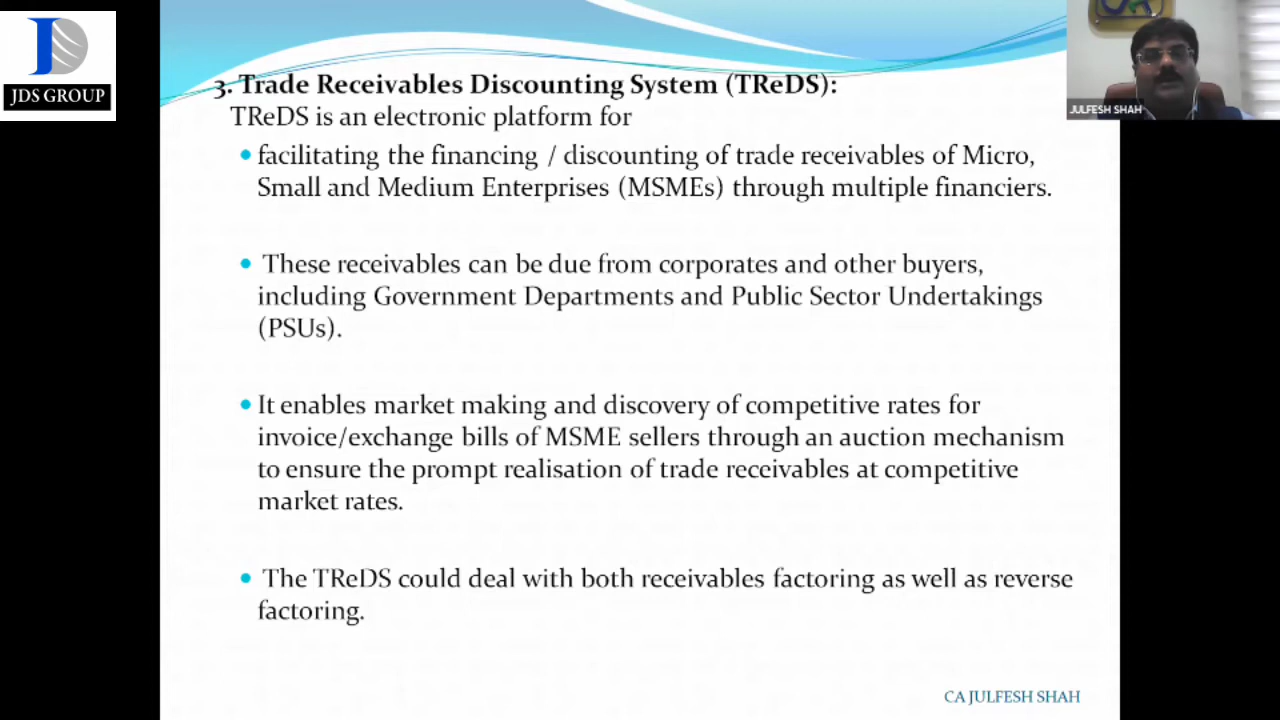 JDS GROUP
JULFESH SHAH
3. Trade Receivables Discounting System (TReDS):
TReDS is an electronic platform for
• facilitating the financing / discounting of trade receivables of Micro,
Small and Medium Enterprises (MSMEs) through multiple financiers.
• These receivables can be due from corporates and other buyers,
including Government Departments and Public Sector Undertakings
(PSUs).
• It enables market making and discovery of competitive rates for
invoice/exchange bills of MSME sellers through an auction mechanism
to ensure the prompt realisation of trade receivables at competitive
market rates.
• The TReDS could deal with both receivables factoring as well as reverse
factoring.
CA JULFESH SHAH